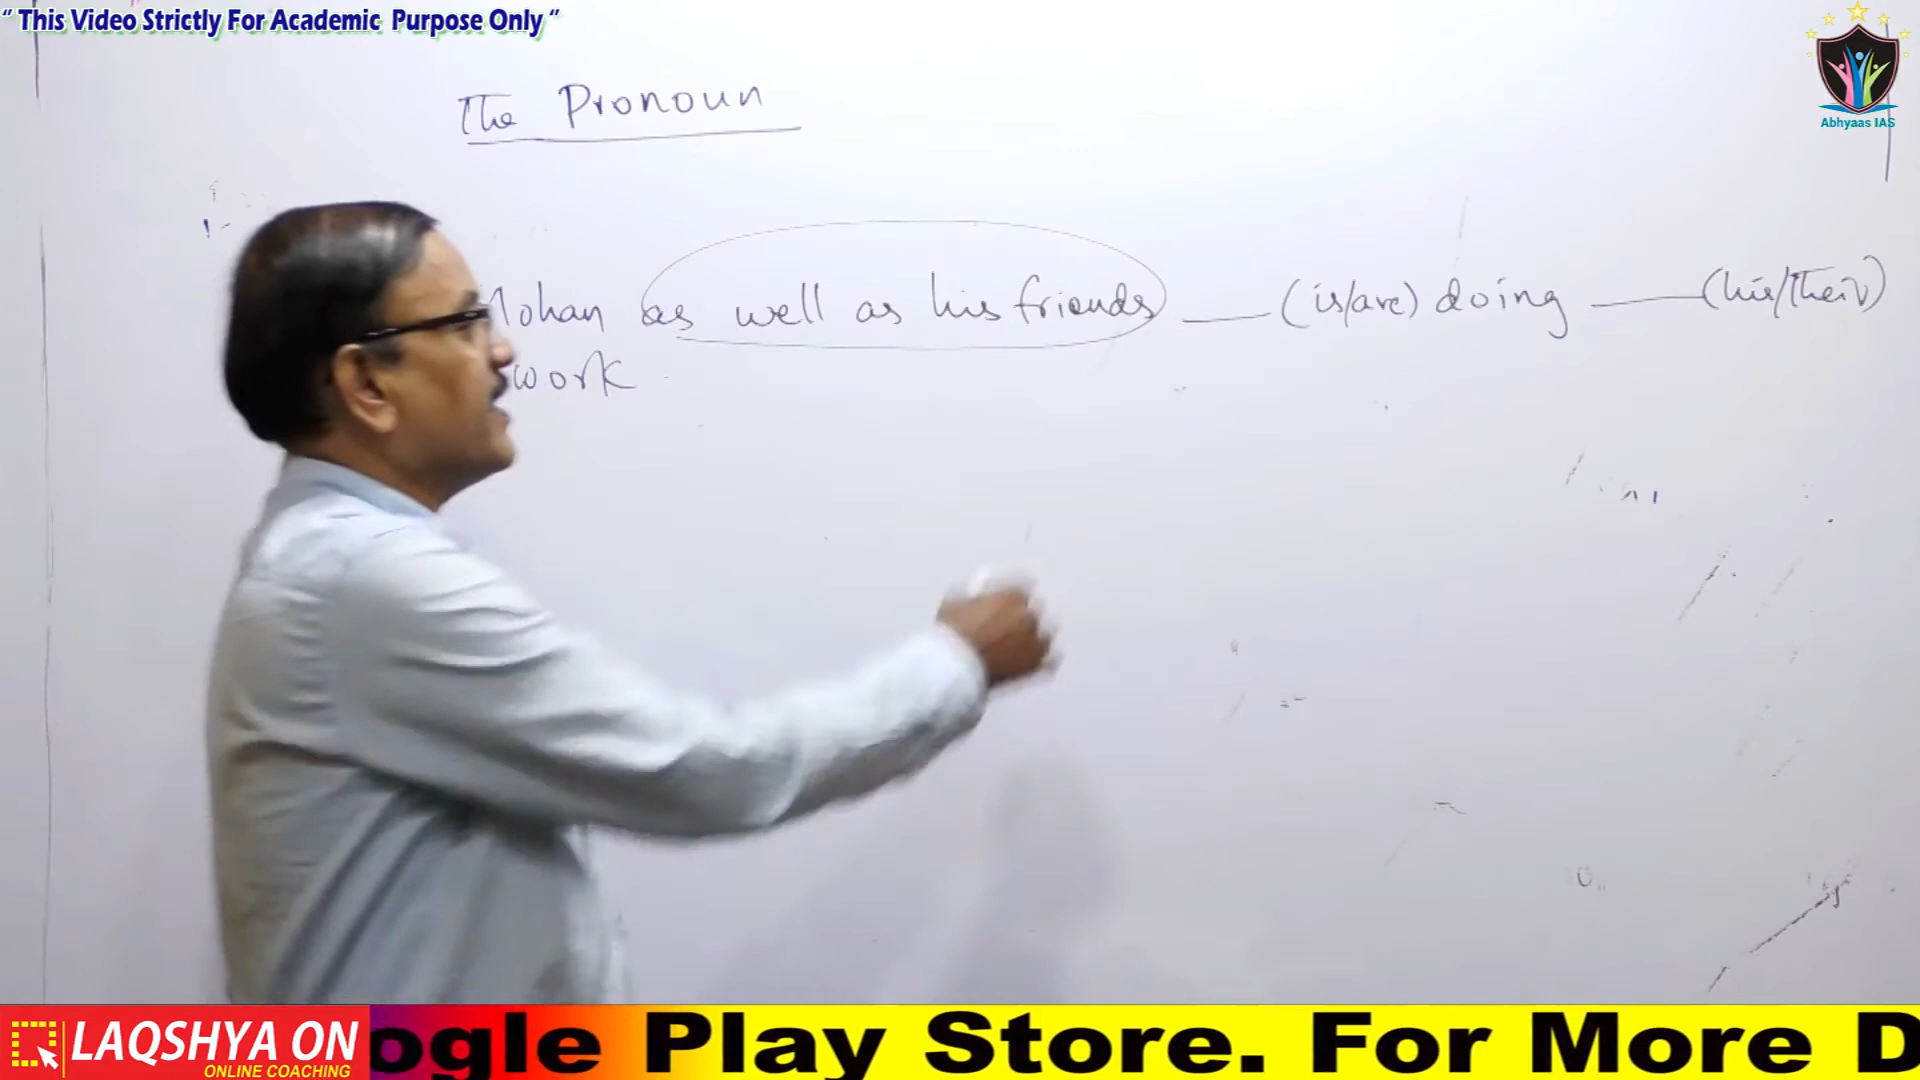 “ This Video Strictly For Academic Purpose Only “
Abhyaas IAS
The Pronoun
Mohan as well as his friends ___ (is/are) doing ___ (his/their)
work
LAQSHYA ON
ONLINE COACHING
ogle Play Store. For More D